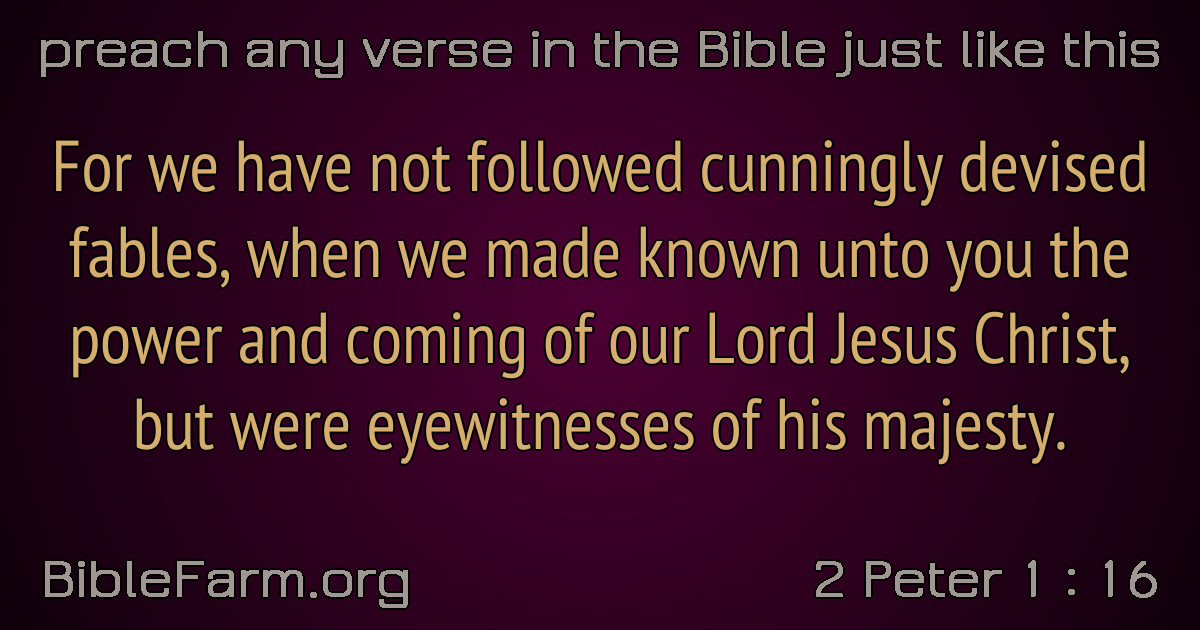 preach any verse in the Bible just like this
For we have not followed cunningly devised
fables, when we made known unto you the
power and coming of our Lord Jesus Christ,
but were eyewitnesses of his majesty.
BibleFarm.org
2 Peter 1 : 16